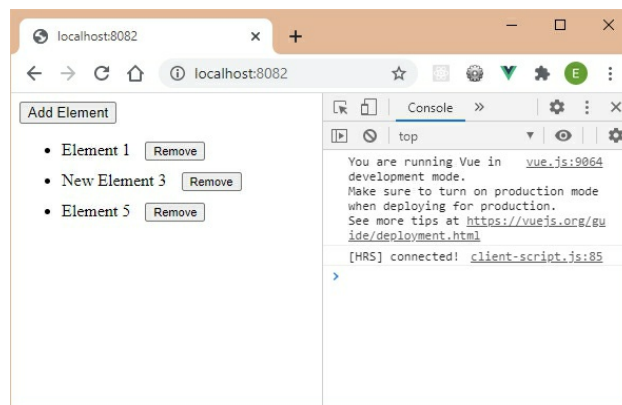 localhost:8082
localhost:8082
E
Add Element
Element 1 Remove
New Element 3 Remove
Element 5 Remove
Console
top
You are running Vue in vue.js:9064
development mode.
Make sure to turn on production mode
when deploying for production.
See more tips at https://vuejs.org/gu
ide/deployment.html
[HRS] connected! client-script.js:85